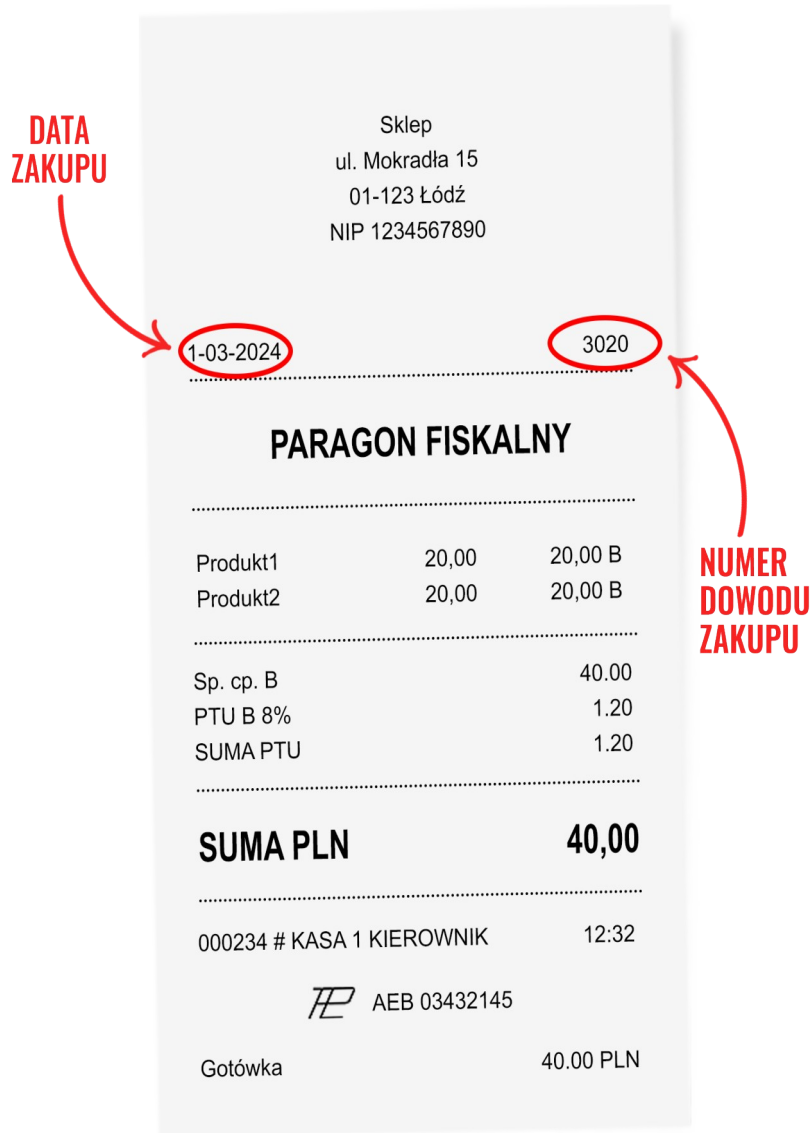 DATA
ZAKUPU
Sklep
ul. Mokradła 15
01-123 Łódź
NIP 1234567890
1-03-2024 3020
PARAGON FISKALNY
Produkt1 20,00 20,00 B
Produkt2 20,00 20,00 B
NUMER
DOWODU
ZAKUPU
Sp. cp. B 40.00
PTU B 8% 1.20
SUMA PTU 1.20
SUMA PLN 40,00
000234 # KASA 1 KIEROWNIK 12:32
AEB 03432145
Gotówka 40.00 PLN